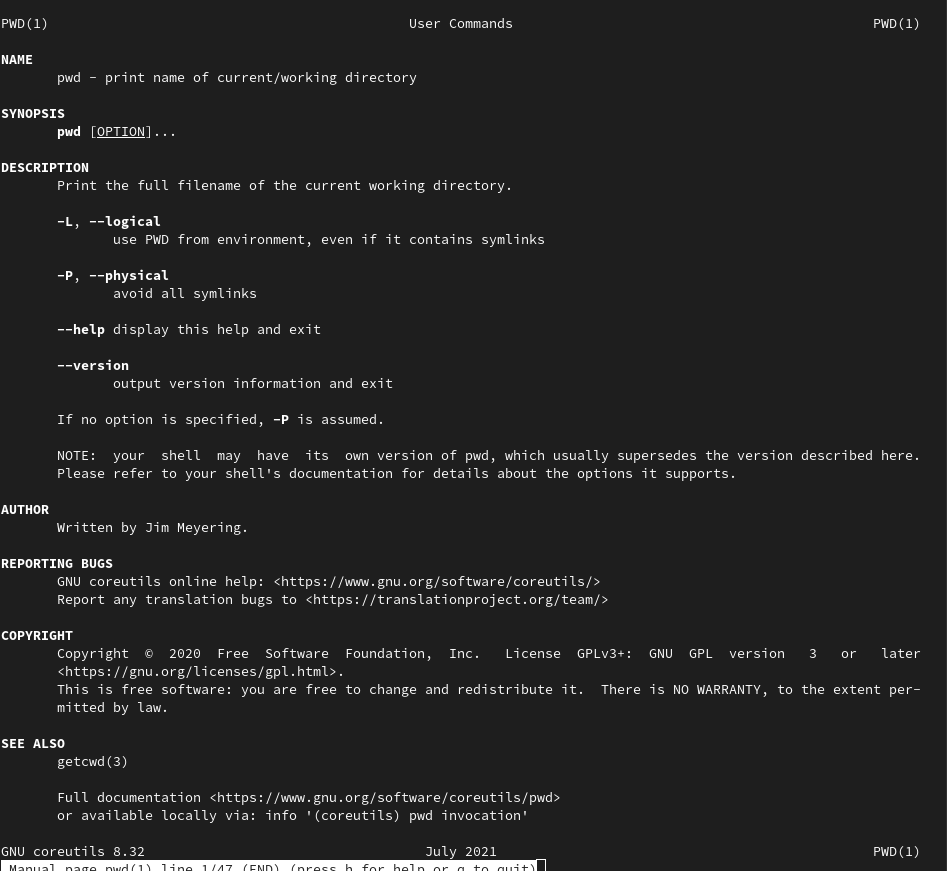 PWD(1) User Commands PWD(1)
NAME
pwd - print name of current/working directory
SYNOPSIS
pwd [OPTION]...
DESCRIPTION
Print the full filename of the current working directory.
-L, --logical
use PWD from environment, even if it contains symlinks
-P, --physical
avoid all symlinks
--help display this help and exit
--version
output version information and exit
If no option is specified, -P is assumed.
NOTE: your shell may have its own version of pwd, which usually supersedes the version described here.
Please refer to your shell's documentation for details about the options it supports.
AUTHOR
Written by Jim Meyering.
REPORTING BUGS
GNU coreutils online help: <https://www.gnu.org/software/coreutils/>
Report any translation bugs to <https://translationproject.org/team/>
COPYRIGHT
Copyright © 2020 Free Software Foundation, Inc. License GPLv3+: GNU GPL version 3 or later
<https://gnu.org/licenses/gpl.html>.
This is free software: you are free to change and redistribute it. There is NO WARRANTY, to the extent per-
mitted by law.
SEE ALSO
getcwd(3)
Full documentation <https://www.gnu.org/software/coreutils/pwd>
or available locally via: info '(coreutils) pwd invocation'
GNU coreutils 8.32 July 2021 PWD(1)
Manual page pwd(1) line 1/47 (END) (press h for help or q to quit)